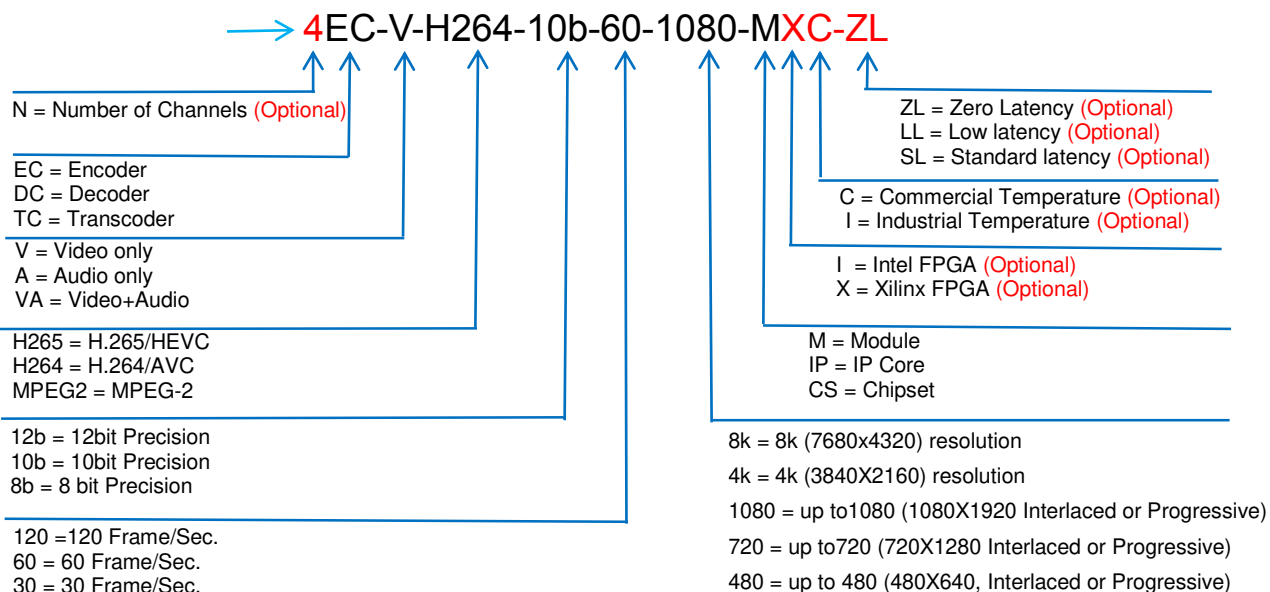 4EC-V-H264-10b-60-1080-MXC-ZL
N = Number of Channels (Optional)
EC = Encoder
DC = Decoder
TC = Transcoder
V = Video only
A = Audio only
VA = Video+Audio
H265 = H.265/HEVC
H264 = H.264/AVC
MPEG2 = MPEG-2
12b = 12bit Precision
10b = 10bit Precision
8b = 8 bit Precision
120 =120 Frame/Sec.
60 = 60 Frame/Sec.
30 = 30 Frame/Sec.
ZL = Zero Latency (Optional)
LL = Low latency (Optional)
SL = Standard latency (Optional)
C = Commercial Temperature (Optional)
I = Industrial Temperature (Optional)
I = Intel FPGA (Optional)
X = Xilinx FPGA (Optional)
M = Module
IP = IP Core
CS = Chipset
8k = 8k (7680x4320) resolution
4k = 4k (3840X2160) resolution
1080 = up to1080 (1080X1920 Interlaced or Progressive)
720 = up to720 (720X1280 Interlaced or Progressive)
480 = up to 480 (480X640, Interlaced or Progressive)